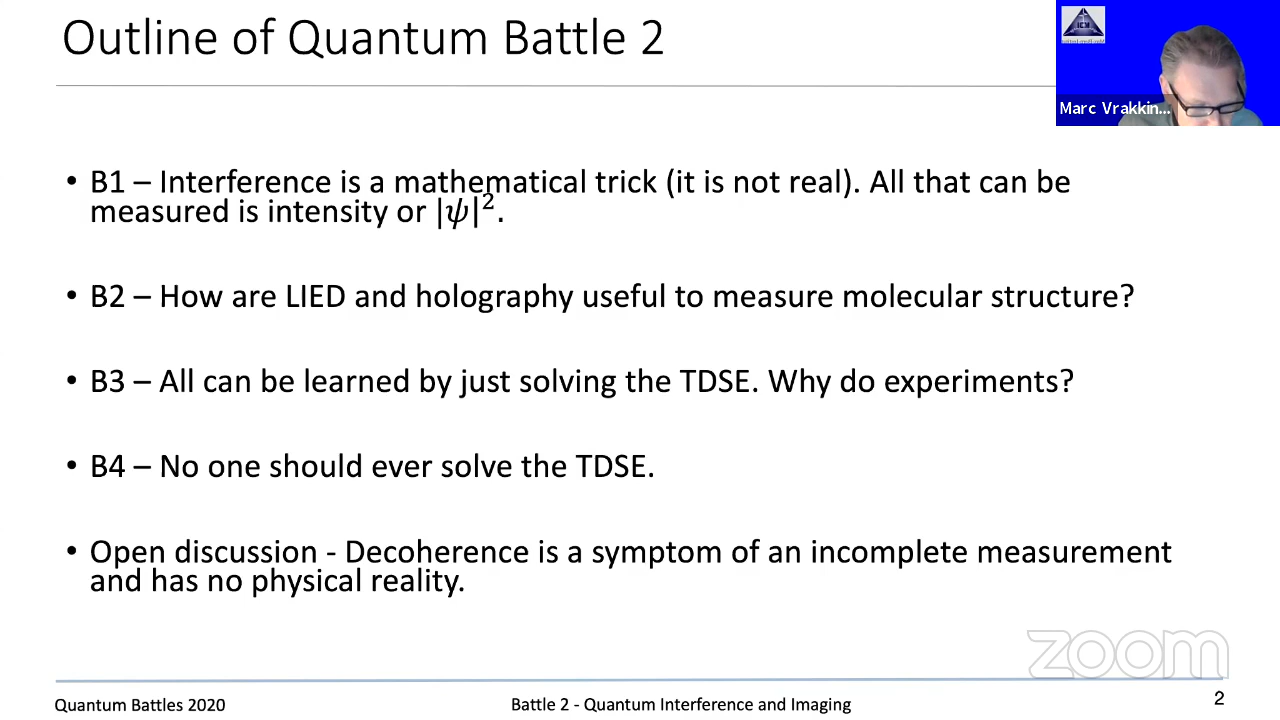 Outline of Quantum Battle 2
Marc Vrakkin...
• B1 – Interference is a mathematical trick (it is not real). All that can be
measured is intensity or |ψ|².
• B2 – How are LIED and holography useful to measure molecular structure?
• B3 – All can be learned by just solving the TDSE. Why do experiments?
• B4 – No one should ever solve the TDSE.
• Open discussion - Decoherence is a symptom of an incomplete measurement
and has no physical reality.
zoom
Quantum Battles 2020
Battle 2 - Quantum Interference and Imaging
2